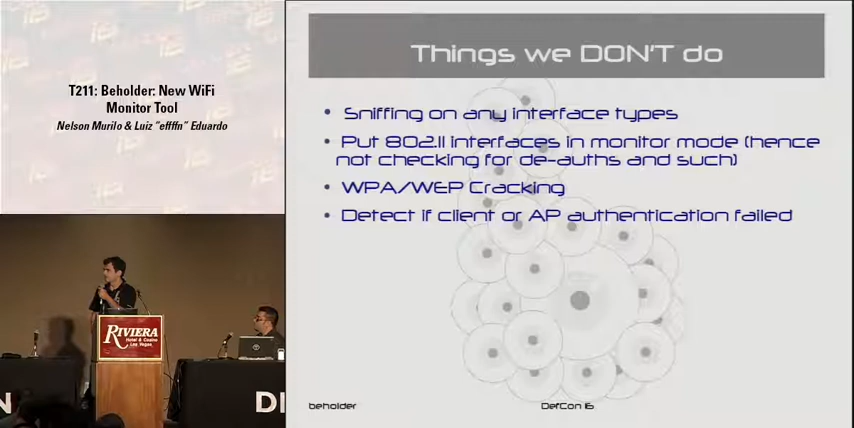 T211: Beholder: New WiFi
Monitor Tool
Nelson Murilo & Luiz "effffn" Eduardo
Things we DON'T do
• Sniffing on any interface types
• Put 802.11 interfaces in monitor mode (hence
not checking for de-auths and such)
• WPA/WEP Cracking
• Detect if client or AP authentication failed
RIVIERA
Hotel & Casino
Las Vegas
N
DI
beholder
DefCon 16